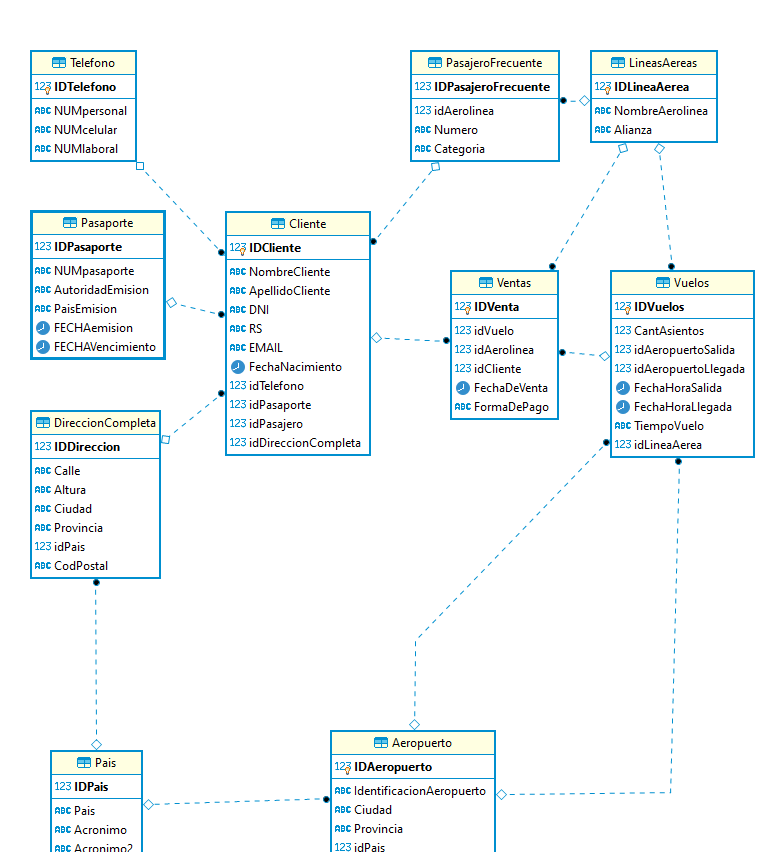 Telefono
123 IDTelefono
ABC NUMpersonal
ABC NUMcelular
ABC NUMlaboral
PasajeroFrecuente
123 IDPasajeroFrecuente
123 idAerolinea
ABC Numero
ABC Categoria
LineasAereas
123 IDLineaAerea
ABC NombreAerolinea
ABC Alianza
Pasaporte
123 IDPasaporte
ABC NUMpasaporte
ABC AutoridadEmision
ABC PaisEmision
FECHAemision
FECHAVencimiento
Cliente
123 IDCliente
ABC NombreCliente
ABC ApellidoCliente
ABC DNI
ABC RS
ABC EMAIL
FechaNacimiento
123 idTelefono
123 idPasaporte
123 idPasajero
123 idDireccionCompleta
Ventas
123 IDVenta
123 idVuelo
123 idAerolinea
123 idCliente
FechaDeVenta
ABC FormaDePago
Vuelos
123 IDVuelos
123 CantAsientos
123 idAeropuertoSalida
123 idAeropuertoLlegada
FechaHoraSalida
FechaHoraLlegada
ABC TiempoVuelo
123 idLineaAerea
DireccionCompleta
123 IDDireccion
ABC Calle
ABC Altura
ABC Ciudad
ABC Provincia
123 idPais
ABC CodPostal
Pais
123 IDPais
ABC Pais
ABC Acronimo
ABC Acronimo2
Aeropuerto
123 IDAeropuerto
ABC IdentificacionAeropuerto
ABC Ciudad
ABC Provincia
123 idPais